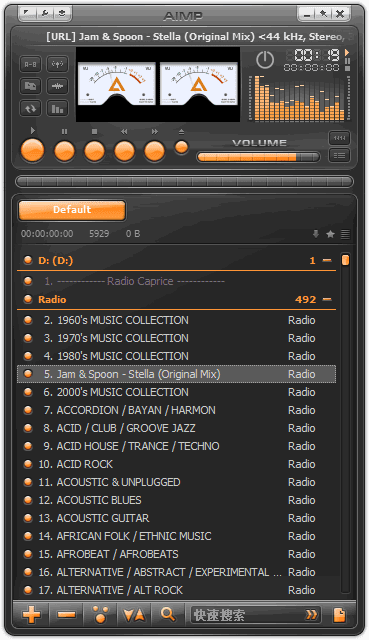 AIMP
[URL] Jam & Spoon - Stella (Original Mix) <44 kHz, Stereo,
00:19
00:00:00
VOLUME
Default
00:00:00:00 5929 0 B
D: (D:) 1
1. ------------ Radio Caprice ------------
Radio 492
2. 1960's MUSIC COLLECTION Radio
3. 1970's MUSIC COLLECTION Radio
4. 1980's MUSIC COLLECTION Radio
5. Jam & Spoon - Stella (Original Mix) Radio
6. 2000's MUSIC COLLECTION Radio
7. ACCORDION / BAYAN / HARMON Radio
8. ACID / CLUB / GROOVE JAZZ Radio
9. ACID HOUSE / TRANCE / TECHNO Radio
10. ACID ROCK Radio
11. ACOUSTIC & UNPLUGGED Radio
12. ACOUSTIC BLUES Radio
13. ACOUSTIC GUITAR Radio
14. AFRICAN FOLK / ETHNIC MUSIC Radio
15. AFROBEAT / AFROBEATS Radio
16. ALTERNATIVE / ABSTRACT / EXPERIMENTAL ... Radio
17. ALTERNATIVE / ALT ROCK Radio
快速搜索